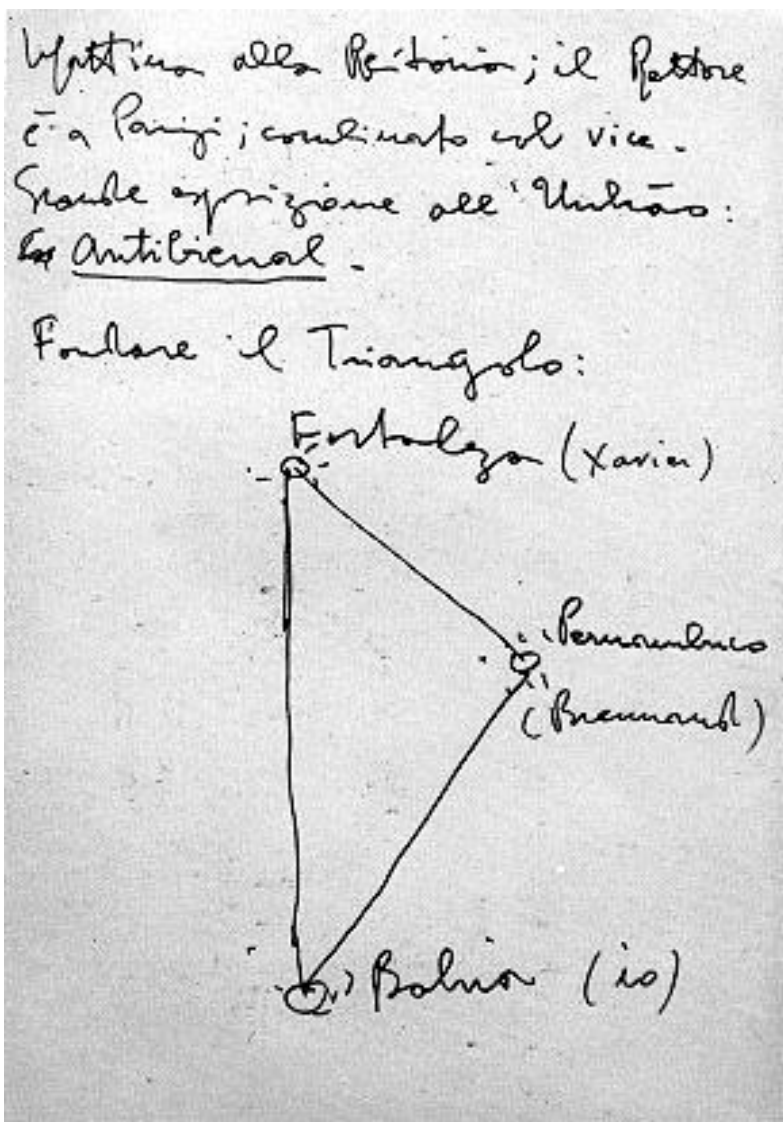 Mattina alla Reitoria; il Rettore
è a Parigi; combinato col vice.
Grande esposizione all'Unhão:
Antibienal.
Fondare il Triangolo:
Fortaleza (Xavier)
Pernambuco
(Brennand)
Bahia (io)